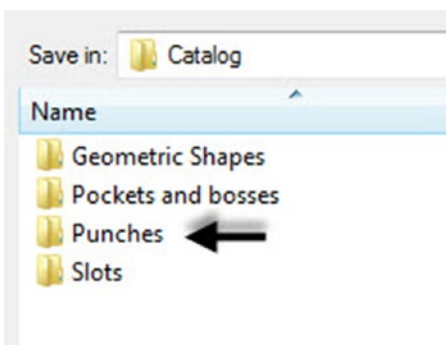 Save in: Catalog
Name
Geometric Shapes
Pockets and bosses
Punches
Slots